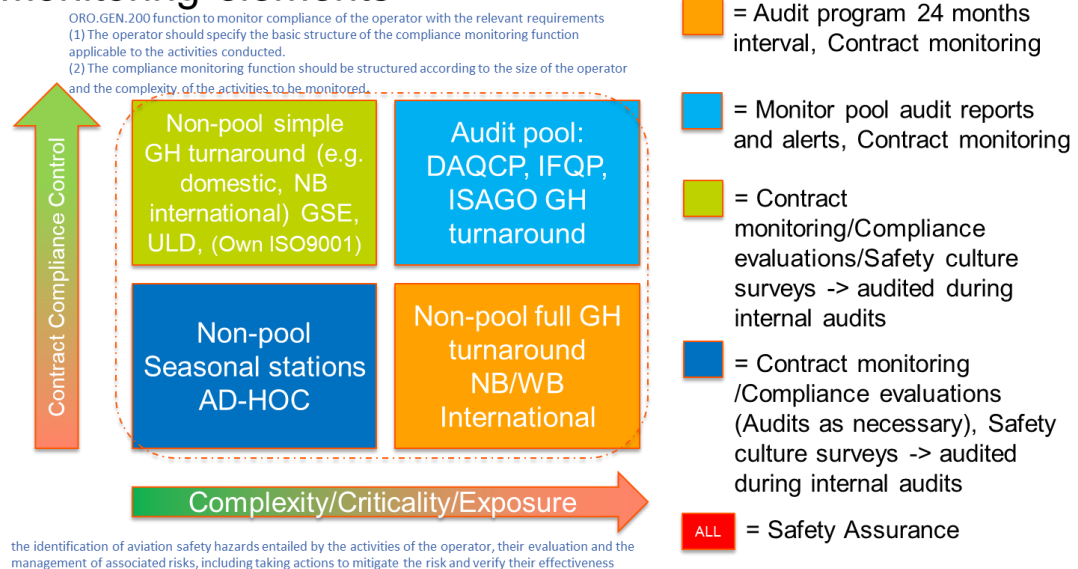 monitoring elements
ORO.GEN.200 function to monitor compliance of the operator with the relevant requirements
(1) The operator should specify the basic structure of the compliance monitoring function
applicable to the activities conducted.
(2) The compliance monitoring function should be structured according to the size of the operator
and the complexity of the activities to be monitored.
Contract Compliance Control
Non-pool simple
GH turnaround (e.g.
domestic, NB
international) GSE,
ULD, (Own ISO9001)
Audit pool:
DAQCP, IFQP,
ISAGO GH
turnaround
Non-pool
Seasonal stations
AD-HOC
Non-pool full GH
turnaround
NB/WB
International
Complexity/Criticality/Exposure
the identification of aviation safety hazards entailed by the activities of the operator, their evaluation and the
management of associated risks, including taking actions to mitigate the risk and verify their effectiveness
= Audit program 24 months
interval, Contract monitoring
= Monitor pool audit reports
and alerts, Contract monitoring
= Contract
monitoring/Compliance
evaluations/Safety culture
surveys -> audited during
internal audits
= Contract monitoring
/Compliance evaluations
(Audits as necessary), Safety
culture surveys -> audited
during internal audits
ALL = Safety Assurance